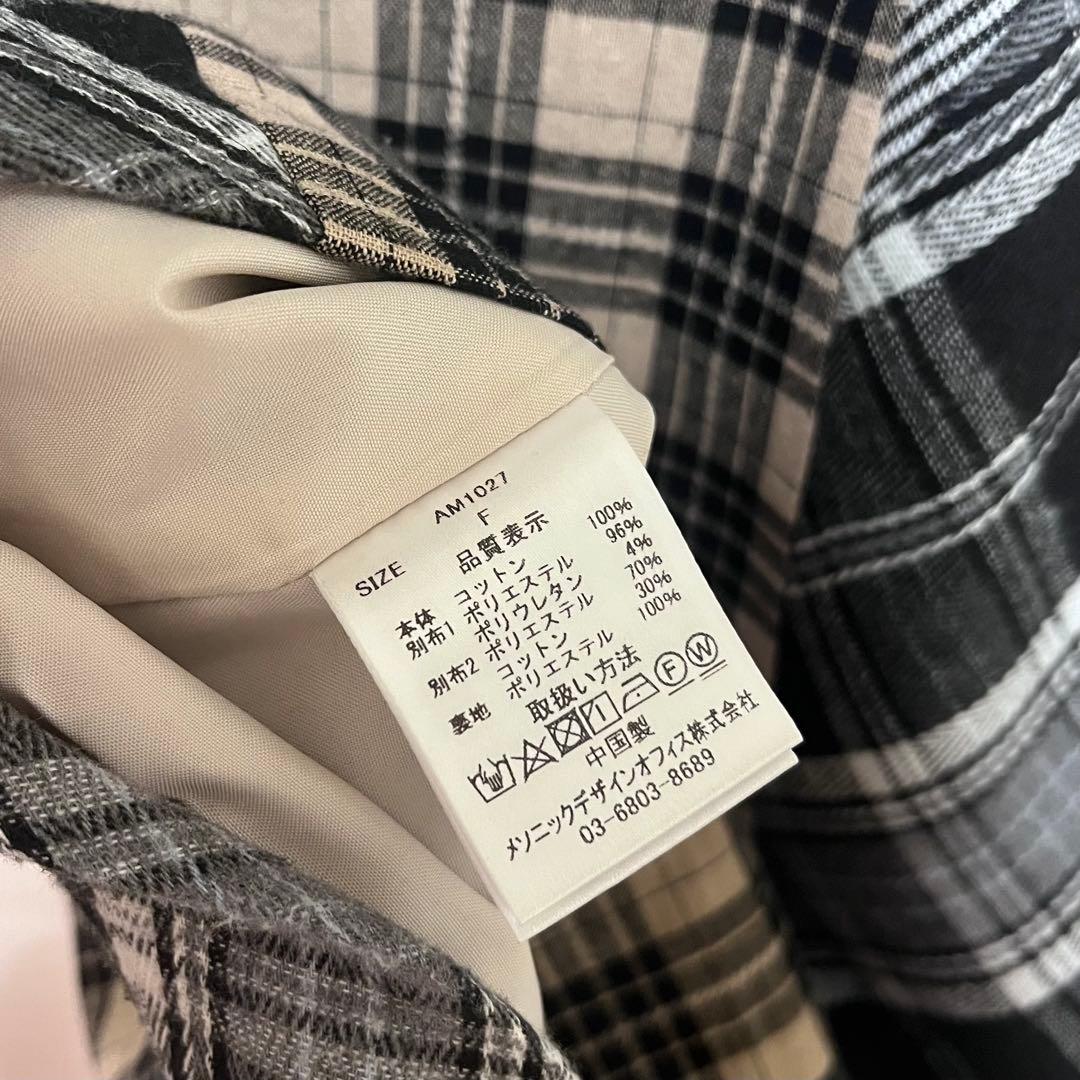 AM1027
SIZE F
品質表示
本体 コットン 100%
別布1 ポリエステル 96%
ポリウレタン 4%
別布2 ポリエステル 70%
コットン 30%
裏地 ポリエステル 100%
取扱い方法
F W
中国製
メソニックデザインオフィス株式会社
03-6803-8689